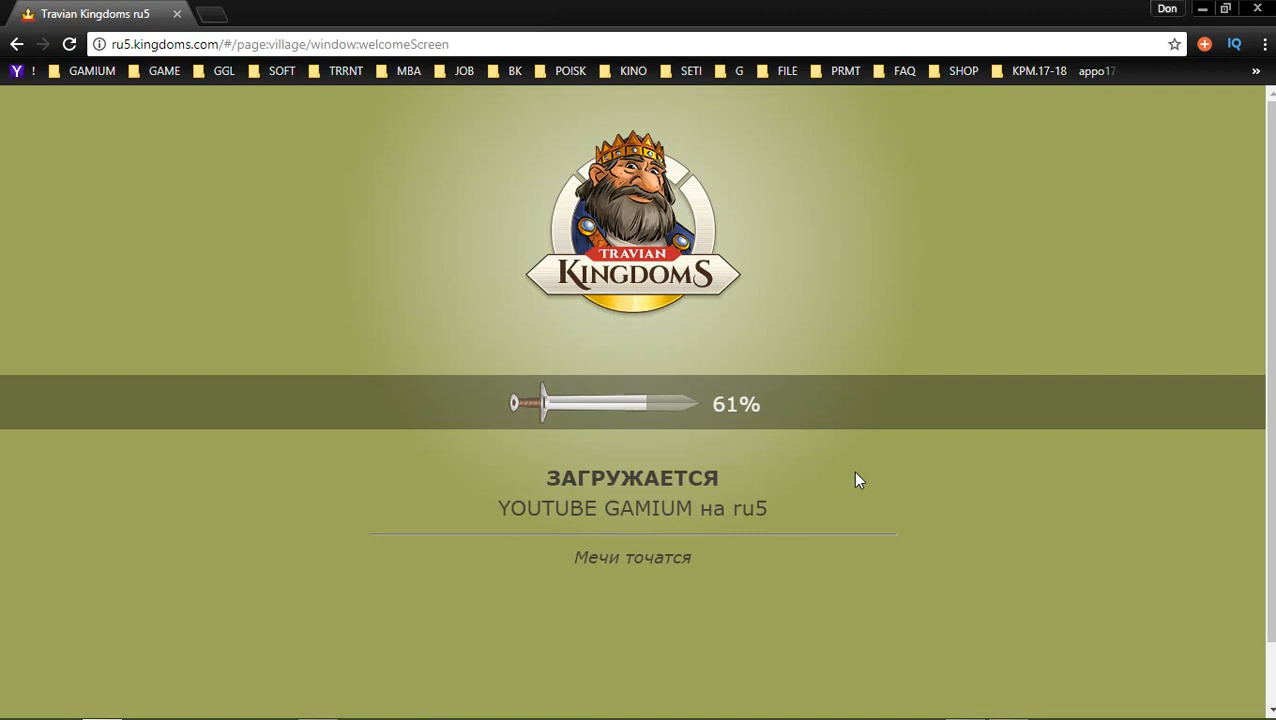 Travian Kingdoms ru5
Don
ru5.kingdoms.com/#/page:village/window:welcomeScreen
IQ
Y ! GAMIUM GAME GGL SOFT TRRNT MBA JOB BK POISK KINO SETI G FILE PRMT FAQ SHOP KPM.17-18 appo17 »
TRAVIAN
KINGDOMS
61%
ЗАГРУЖАЕТСЯ
YOUTUBE GAMIUM на ru5
Мечи точатся